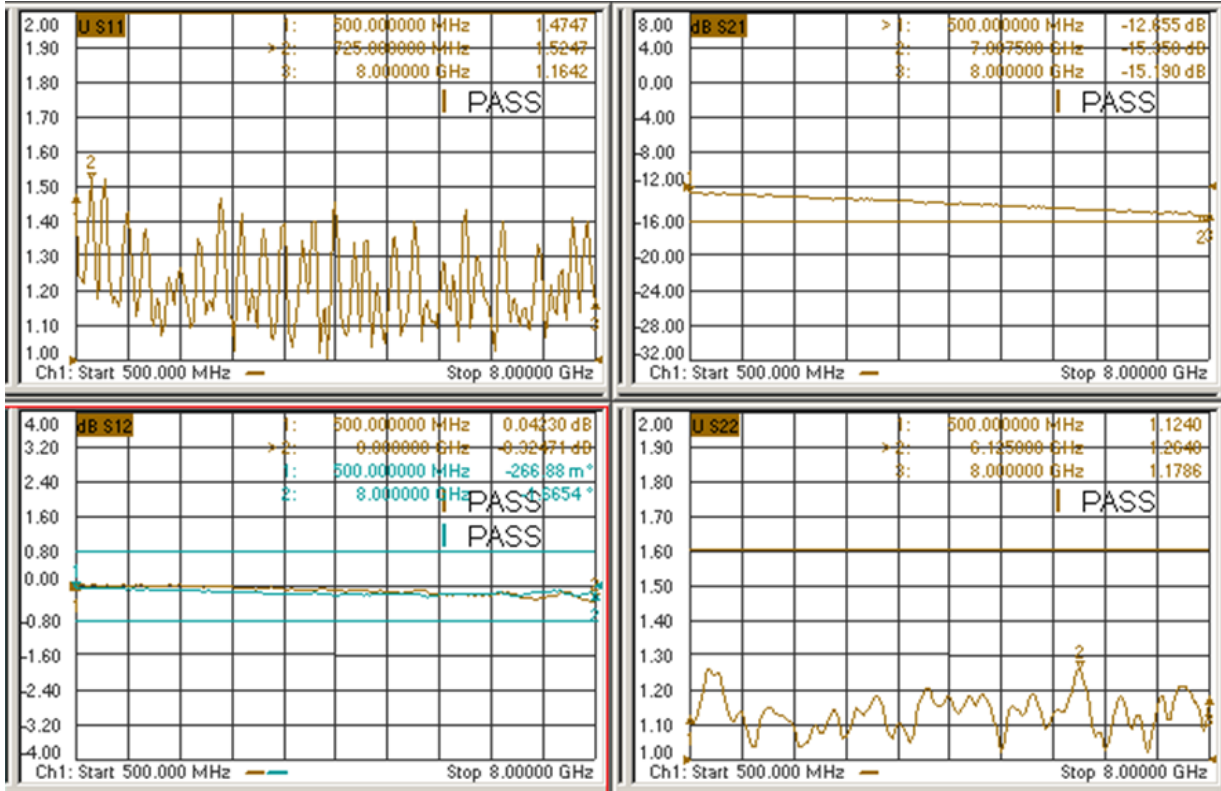 2.00 U S11 1: 500.000000 MHz 1.4747
1.90 > 2: 725.000000 MHz 1.5247
1.80 3: 8.000000 GHz 1.1642
PASS
1.70
1.60
2
1.50
1.40
1.30
1.20
1.10
1.00
Ch1: Start 500.000 MHz Stop 8.00000 GHz
8.00 dB S21 > 1: 500.000000 MHz -12.655 dB
4.00 2: 7.007500 GHz
0.00 3: 8.000000 GHz -15.190 dB
PASS
-4.00
-8.00
-12.00
-16.00
-20.00
-24.00
-28.00
-32.00
Ch1: Start 500.000 MHz Stop 8.00000 GHz
4.00 dB S12 1: 500.000000 MHz 0.04230 dB
3.20 > 2: GHz dB
1: 500.000000 MHz -266.88 m°
2.40 2: 8.000000 GHz
PASS
1.60 PASS
0.80
0.00
-0.80
-1.60
-2.40
-3.20
-4.00
Ch1: Start 500.000 MHz Stop 8.00000 GHz
2.00 U S22 1: 500.000000 MHz 1.1240
1.90 > 2: 6.125000 GHz
1.80 3: 8.000000 GHz 1.1786
PASS
1.70
1.60
1.50
1.40
1.30
2
1.20
1.10
1.00
Ch1: Start 500.000 MHz Stop 8.00000 GHz